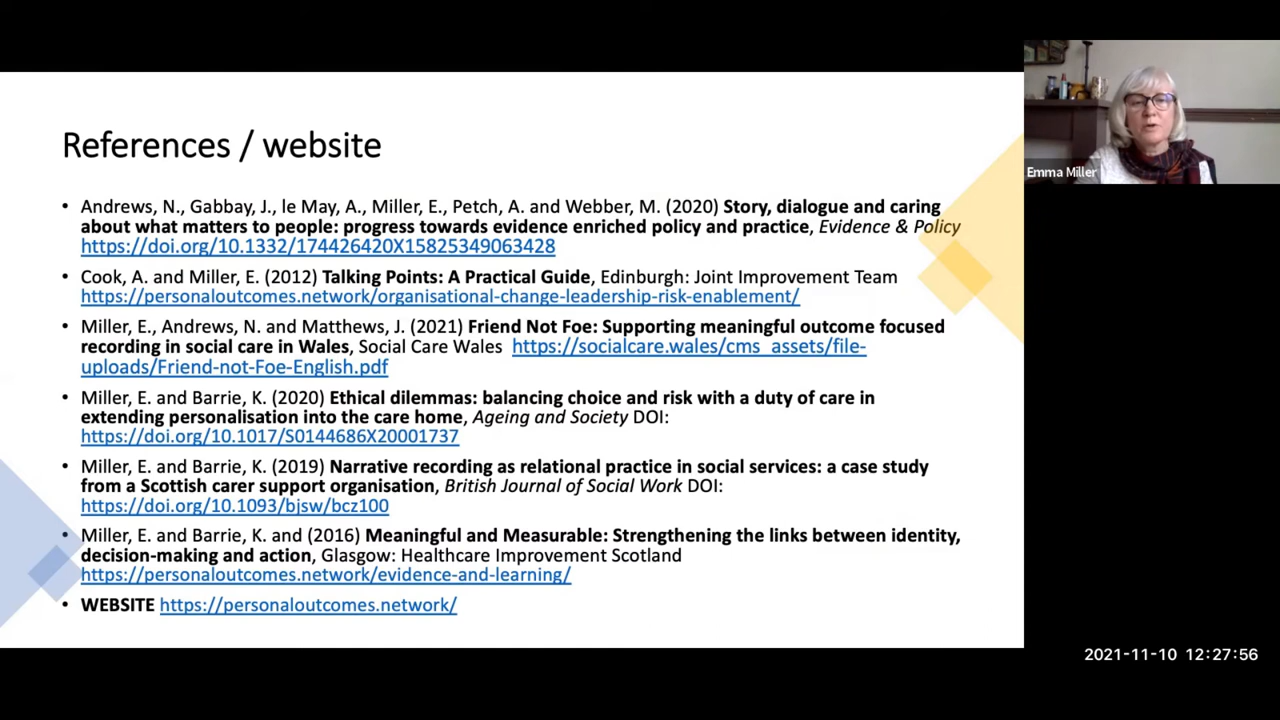 References / website
• Andrews, N., Gabbay, J., le May, A., Miller, E., Petch, A. and Webber, M. (2020) Story, dialogue and caring
about what matters to people: progress towards evidence enriched policy and practice, Evidence & Policy
https://doi.org/10.1332/174426420X15825349063428
• Cook, A. and Miller, E. (2012) Talking Points: A Practical Guide, Edinburgh: Joint Improvement Team
https://personaloutcomes.network/organisational-change-leadership-risk-enablement/
• Miller, E., Andrews, N. and Matthews, J. (2021) Friend Not Foe: Supporting meaningful outcome focused
recording in social care in Wales, Social Care Wales https://socialcare.wales/cms_assets/file-
uploads/Friend-not-Foe-English.pdf
• Miller, E. and Barrie, K. (2020) Ethical dilemmas: balancing choice and risk with a duty of care in
extending personalisation into the care home, Ageing and Society DOI:
https://doi.org/10.1017/S0144686X20001737
• Miller, E. and Barrie, K. (2019) Narrative recording as relational practice in social services: a case study
from a Scottish carer support organisation, British Journal of Social Work DOI:
https://doi.org/10.1093/bjsw/bcz100
• Miller, E. and Barrie, K. and (2016) Meaningful and Measurable: Strengthening the links between identity,
decision-making and action, Glasgow: Healthcare Improvement Scotland
https://personaloutcomes.network/evidence-and-learning/
• WEBSITE https://personaloutcomes.network/
Emma Miller
2021-11-10 12:27:56